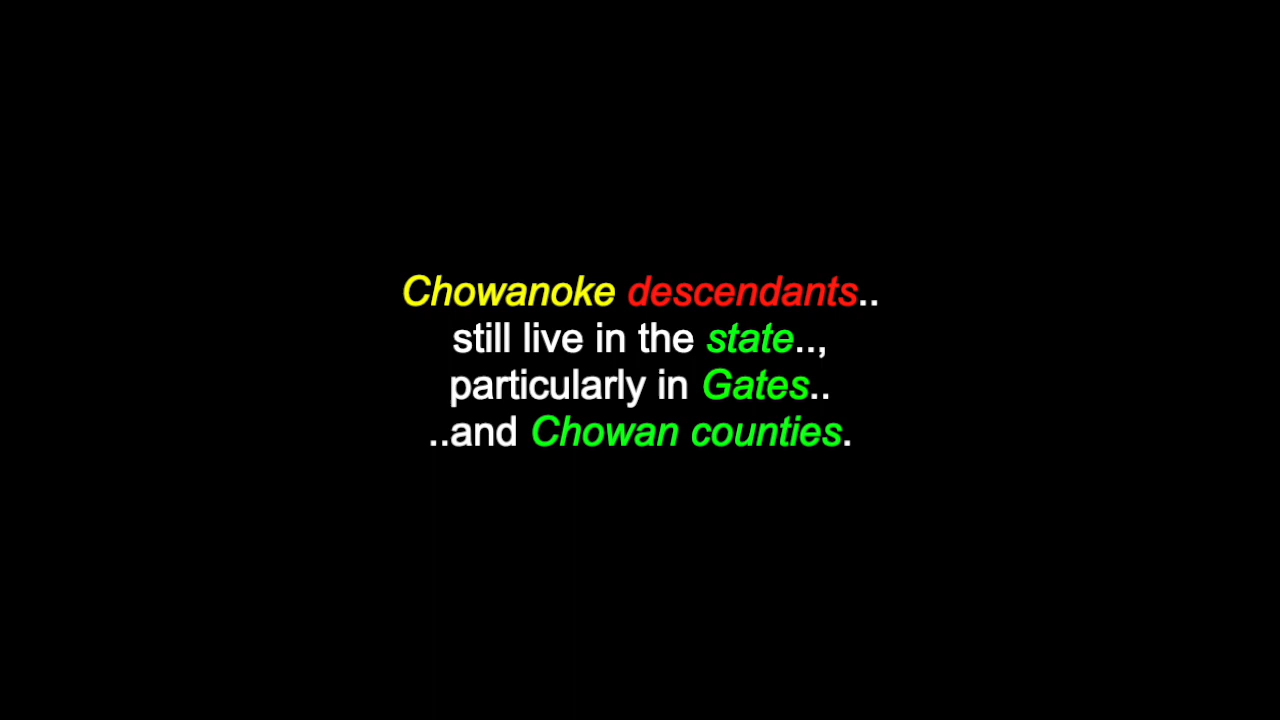 Chowanoke descendants..
still live in the state..,
particularly in Gates..
..and Chowan counties.